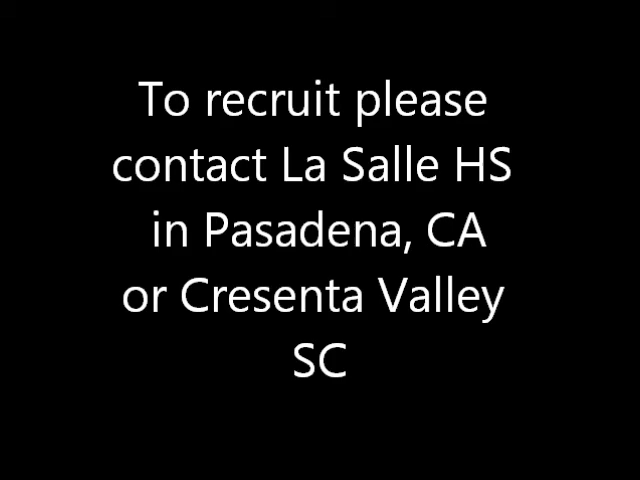 To recruit please
contact La Salle HS
in Pasadena, CA
or Cresenta Valley
SC